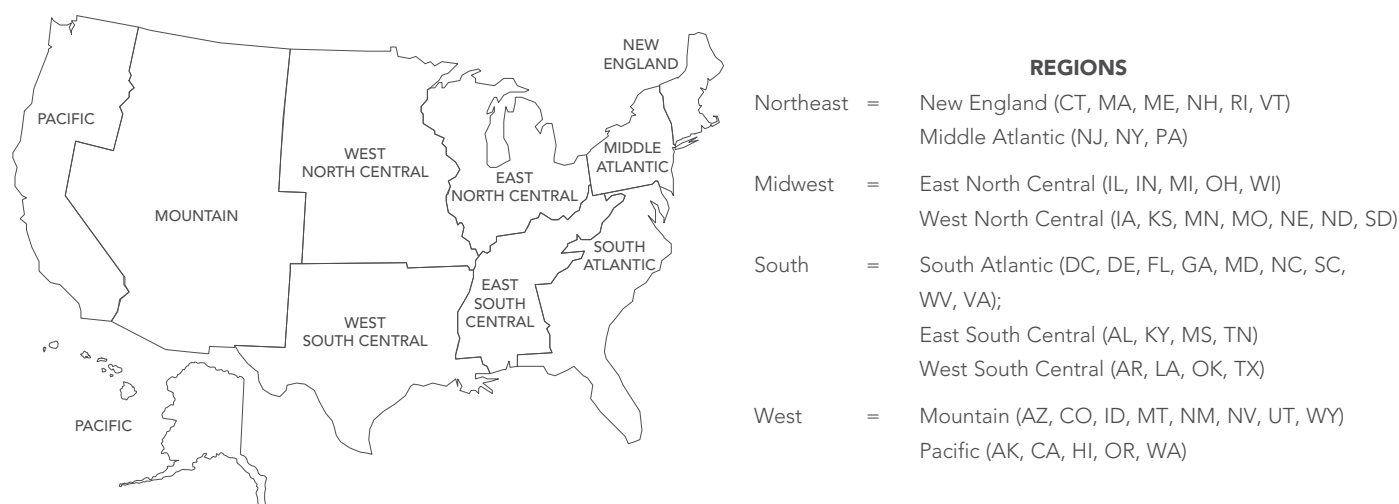 NEW
ENGLAND
PACIFIC
WEST
NORTH CENTRAL
MIDDLE
ATLANTIC
EAST
NORTH CENTRAL
MOUNTAIN
SOUTH
ATLANTIC
EAST
SOUTH
CENTRAL
WEST
SOUTH CENTRAL
PACIFIC
REGIONS
Northeast = New England (CT, MA, ME, NH, RI, VT)
Middle Atlantic (NJ, NY, PA)
Midwest = East North Central (IL, IN, MI, OH, WI)
West North Central (IA, KS, MN, MO, NE, ND, SD)
South = South Atlantic (DC, DE, FL, GA, MD, NC, SC,
WV, VA);
East South Central (AL, KY, MS, TN)
West South Central (AR, LA, OK, TX)
West = Mountain (AZ, CO, ID, MT, NM, NV, UT, WY)
Pacific (AK, CA, HI, OR, WA)